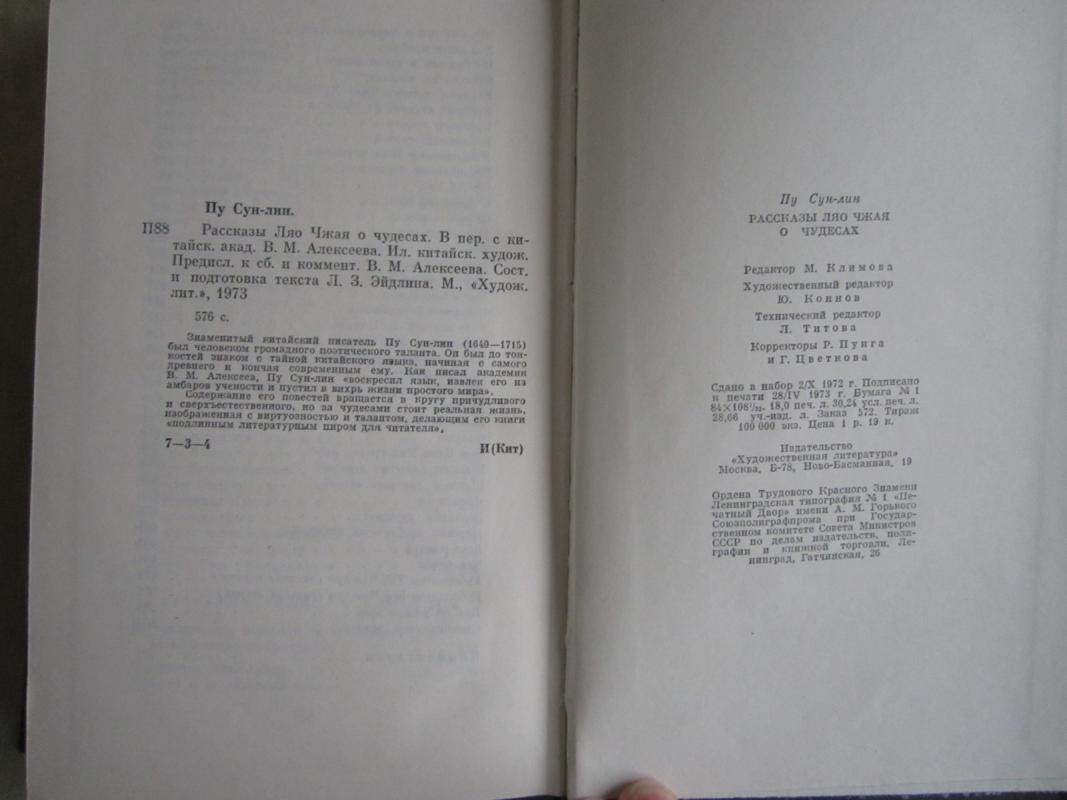 Пу Сун-лин.
П88 Рассказы Ляо Чжая о чудесах. В пер. с ки-
тайск. акад. В. М. Алексеева. Ил. китайск. худож.
Предисл. к сб. и коммент. В. М. Алексеева. Сост.
и подготовка текста Л. З. Эйдлина. М., «Худож.
лит.», 1973
576 с.
Знаменитый китайский писатель Пу Сун-лин (1640—1715)
был человеком громадного поэтического таланта. Он был до тон-
костей знаком с тайной китайского языка, начиная с самого
древнего и кончая современным ему. Как писал академик
В. М. Алексеев, Пу Сун-лин «воскресил язык, извлек его из
амбаров учености и пустил в вихрь жизни простого мира».
Содержание его повестей вращается в кругу причудливого
и сверхъестественного, но за чудесами стоит реальная жизнь,
изображенная с виртуозностью и талантом, делающим его книги
«подлинным литературным пиром для читателя».
7—3—4 И(Кит)
Пу Сун-лин
РАССКАЗЫ ЛЯО ЧЖАЯ
О ЧУДЕСАХ
Редактор М. Климова
Художественный редактор
Ю. Коннов
Технический редактор
Л. Титова
Корректоры Р. Пунга
и Г. Цветкова
Сдано в набор 2/X 1972 г. Подписано
к печати 28/IV 1973 г. Бумага № 1
84×108¹/₃₂. 18,0 печ. л. 30,24 усл. печ. л.
28,66 уч.-изд. л. Заказ 572. Тираж
100 000 экз. Цена 1 р. 19 к.
Издательство
«Художественная литература»
Москва, Б-78, Ново-Басманная, 19
Ордена Трудового Красного Знамени
Ленинградская типография № 1 «Пе-
чатный Двор» имени А. М. Горького
Союзполиграфпрома при Государ-
ственном комитете Совета Министров
СССР по делам издательств, поли-
графии и книжной торговли, Ле-
нинград, Гатчинская, 26